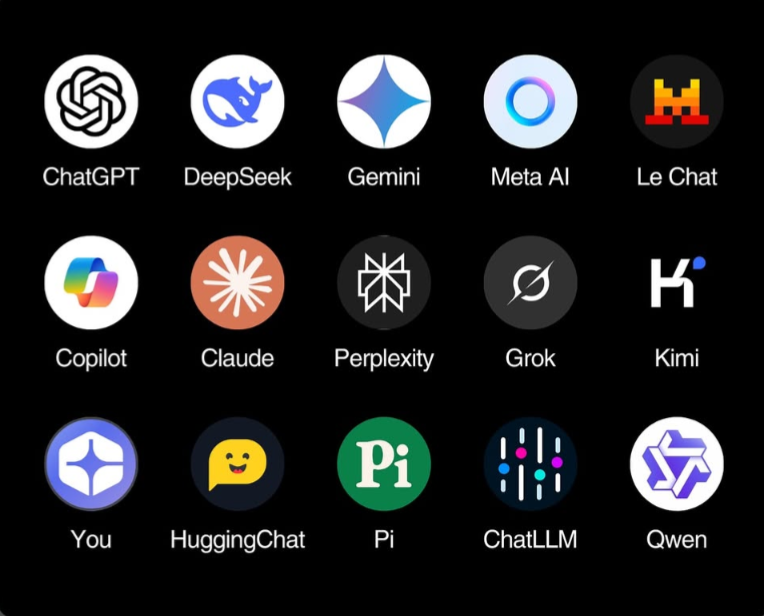 ChatGPT DeepSeek Gemini Meta AI Le Chat
Copilot Claude Perplexity Grok Kimi
Pi
You HuggingChat Pi ChatLLM Qwen